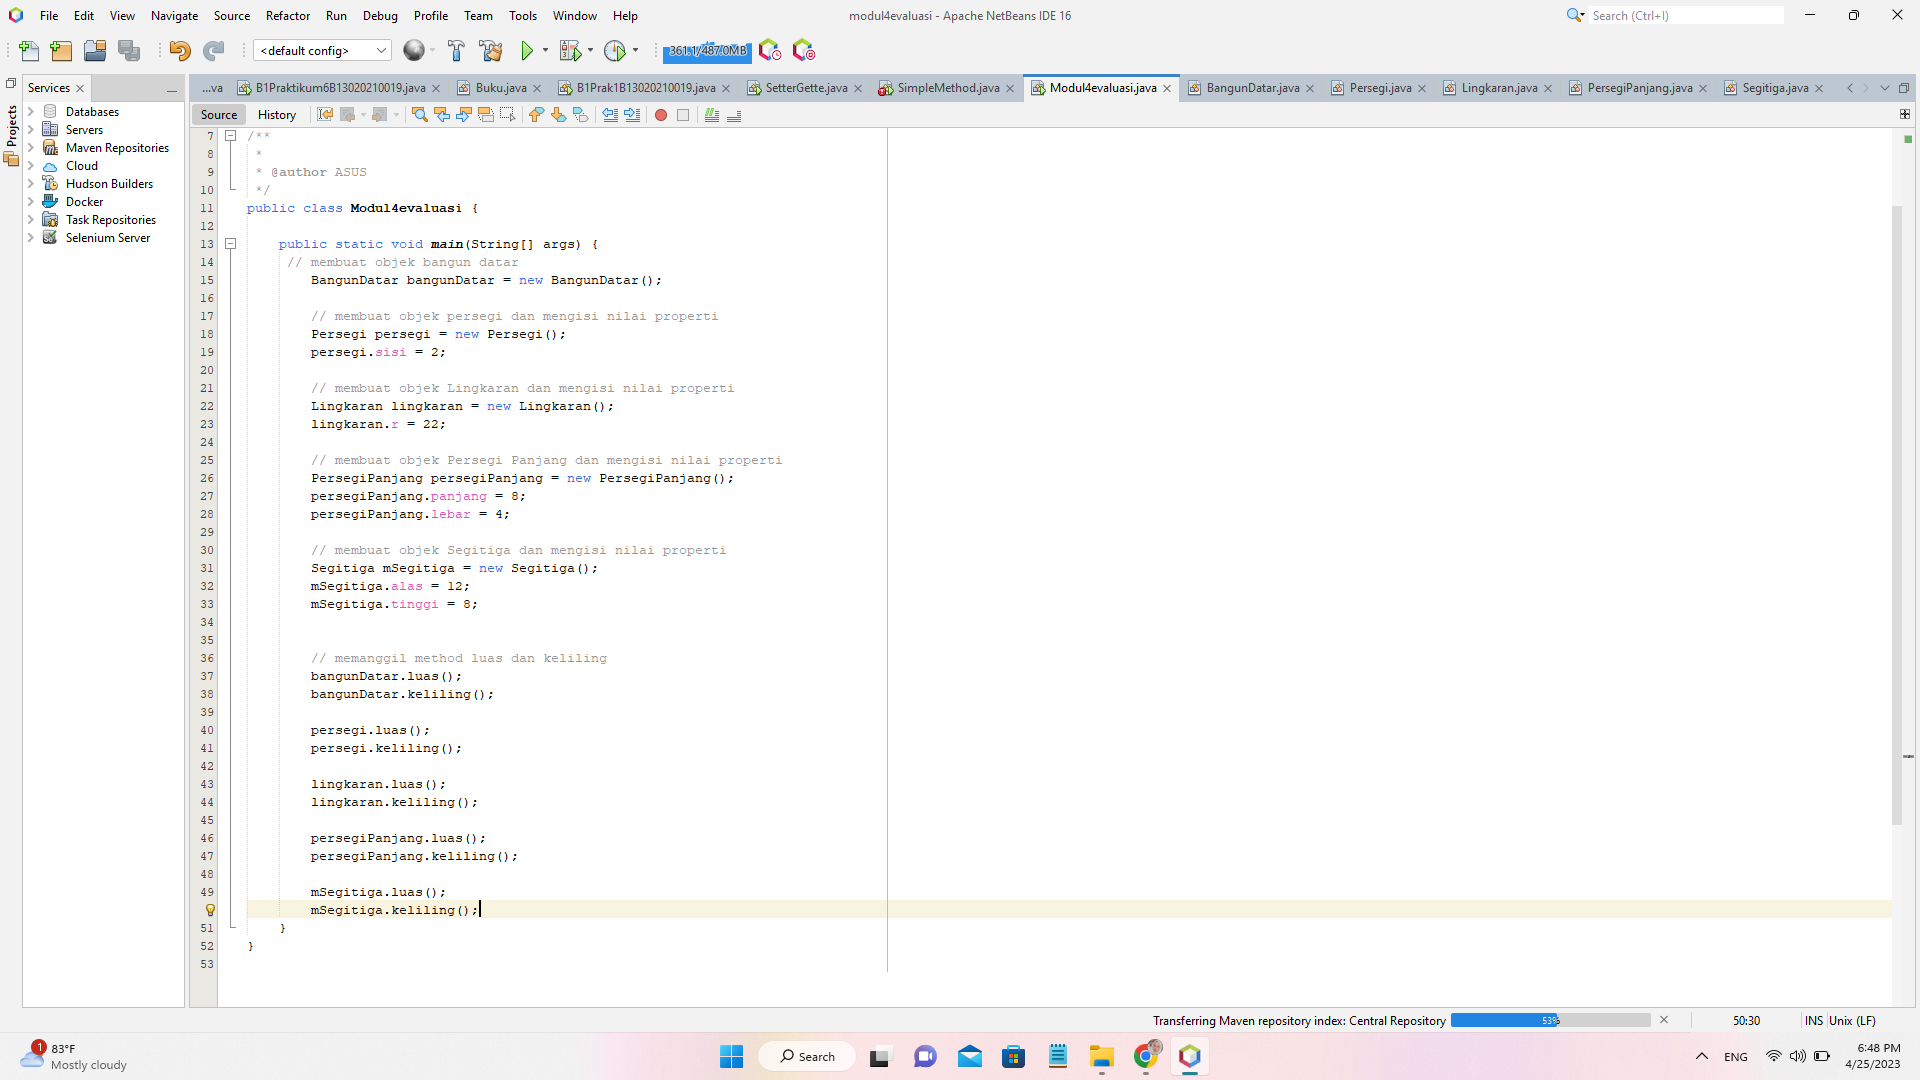 File Edit View Navigate Source Refactor Run Debug Profile Team Tools Window Help
modul4evaluasi - Apache NetBeans IDE 16
Search (Ctrl+I)
<default config>
361.1/487.0MB
Projects
Services
Databases
Servers
Maven Repositories
Cloud
Hudson Builders
Docker
Task Repositories
Selenium Server
...va B1Praktikum6B13020210019.java Buku.java B1Prak1B13020210019.java SetterGette.java SimpleMethod.java Modul4evaluasi.java BangunDatar.java Persegi.java Lingkaran.java PersegiPanjang.java Segitiga.java
Source History
7 /**
8 *
9 * @author ASUS
10 */
11 public class Modul4evaluasi {
12
13 public static void main(String[] args) {
14 // membuat objek bangun datar
15 BangunDatar bangunDatar = new BangunDatar();
16
17 // membuat objek persegi dan mengisi nilai properti
18 Persegi persegi = new Persegi();
19 persegi.sisi = 2;
20
21 // membuat objek Lingkaran dan mengisi nilai properti
22 Lingkaran lingkaran = new Lingkaran();
23 lingkaran.r = 22;
24
25 // membuat objek Persegi Panjang dan mengisi nilai properti
26 PersegiPanjang persegiPanjang = new PersegiPanjang();
27 persegiPanjang.panjang = 8;
28 persegiPanjang.lebar = 4;
29
30 // membuat objek Segitiga dan mengisi nilai properti
31 Segitiga mSegitiga = new Segitiga();
32 mSegitiga.alas = 12;
33 mSegitiga.tinggi = 8;
34
35
36 // memanggil method luas dan keliling
37 bangunDatar.luas();
38 bangunDatar.keliling();
39
40 persegi.luas();
41 persegi.keliling();
42
43 lingkaran.luas();
44 lingkaran.keliling();
45
46 persegiPanjang.luas();
47 persegiPanjang.keliling();
48
49 mSegitiga.luas();
mSegitiga.keliling();
51 }
52 }
53
Transferring Maven repository index: Central Repository 53% 50:30 INS Unix (LF)
1
83°F
Mostly cloudy
Search
ENG
6:48 PM
4/25/2023